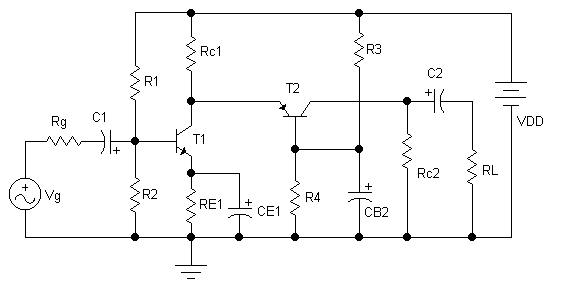 Rc1
R3
R1
T2
C2
Rg
C1
T1
VDD
Vg
R2
RE1
CE1
R4
CB2
Rc2
RL
+
+
+
+
+